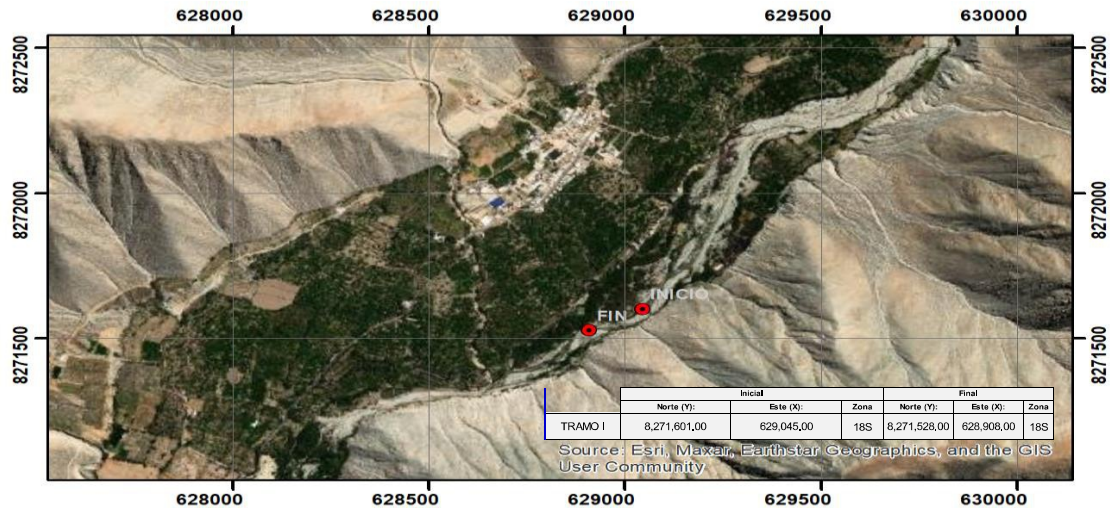 628000 628500 629000 629500 630000
8272500 8272500
8272000 8272000
INICIO
FIN
8271500 8271500
Inicial Final
Norte (Y): Este (X): Zona Norte (Y): Este (X): Zona
TRAMO I 8,271,601.00 629,045.00 18S 8,271,528.00 628,908.00 18S
Source: Esri, Maxar, Earthstar Geographics, and the GIS
User Community
628000 628500 629000 629500 630000